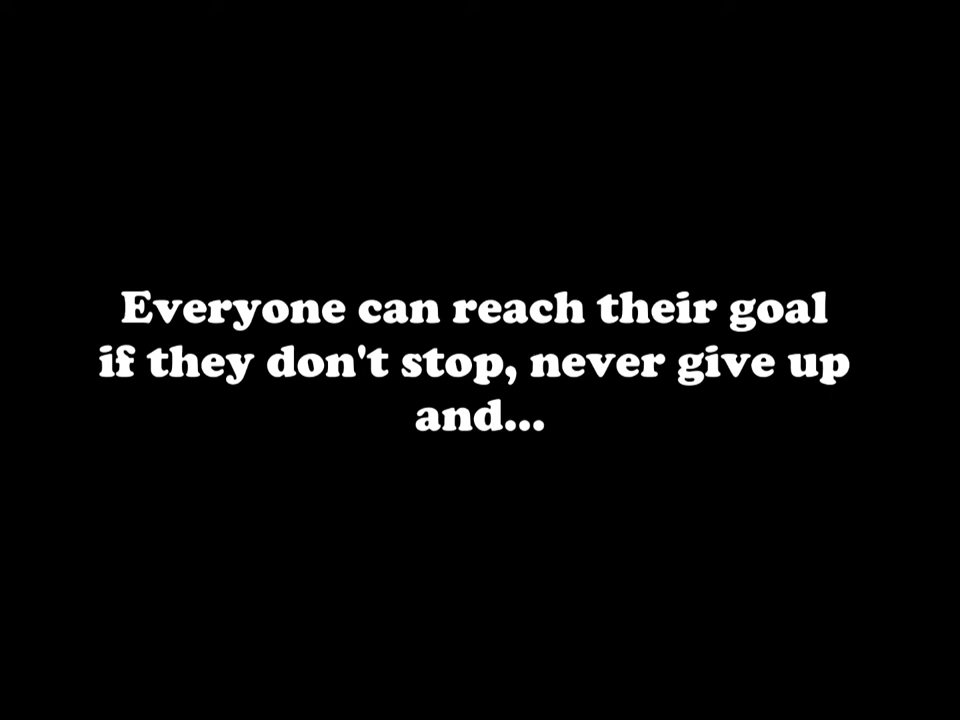 Everyone can reach their goal
if they don't stop, never give up
and...